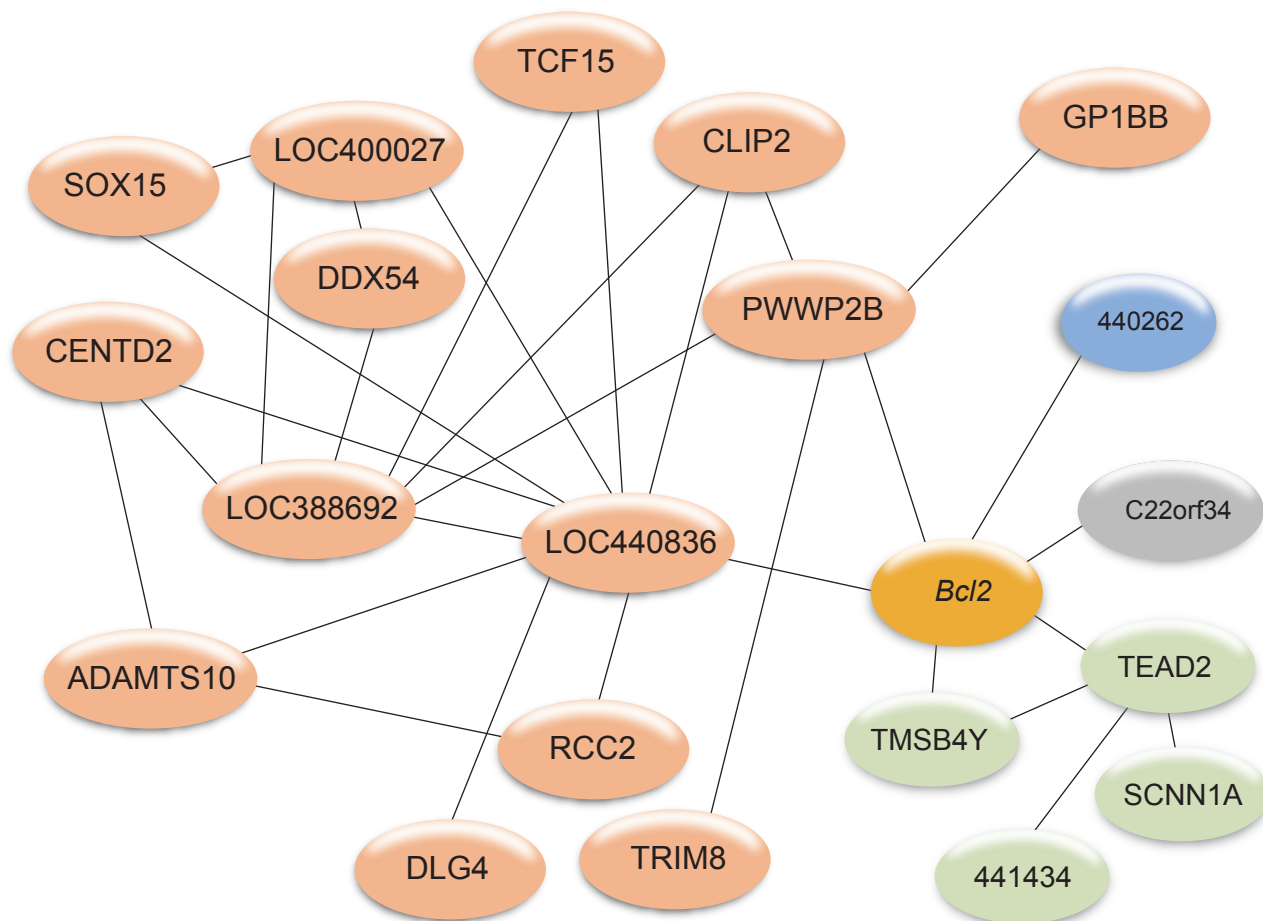 TCF15
GP1BB
CLIP2
LOC400027
SOX15
DDX54
PWWP2B
440262
CENTD2
LOC388692
C22orf34
LOC440836
Bcl2
TEAD2
ADAMTS10
TMSB4Y
RCC2
SCNN1A
TRIM8
DLG4
441434